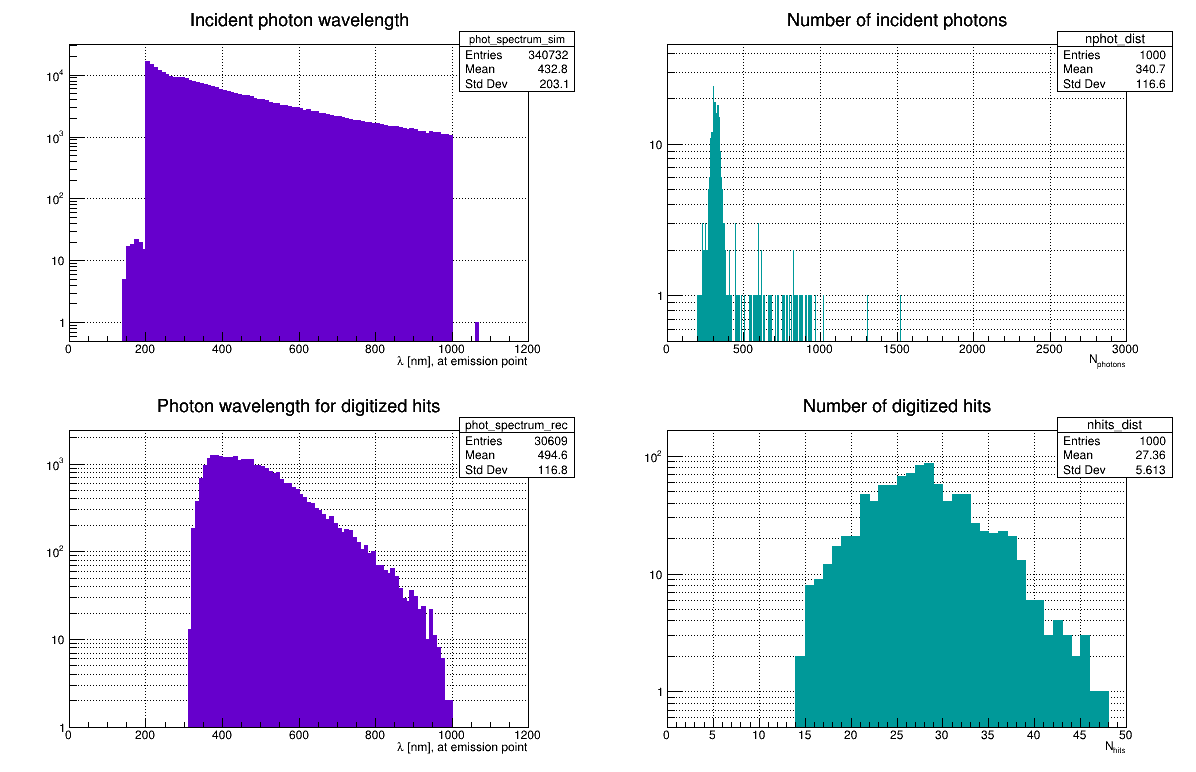 Incident photon wavelength
phot_spectrum_sim
Entries 340732
Mean 432.8
Std Dev 203.1
10^4
10^3
10^2
10
1
0 200 400 600 800 1000 1200
λ [nm], at emission point
Number of incident photons
nphot_dist
Entries 1000
Mean 340.7
Std Dev 116.6
10
1
0 500 1000 1500 2000 2500 3000
N_photons
Photon wavelength for digitized hits
phot_spectrum_rec
Entries 30609
Mean 494.6
Std Dev 116.8
10^3
10^2
10
1
0 200 400 600 800 1000 1200
λ [nm], at emission point
Number of digitized hits
nhits_dist
Entries 1000
Mean 27.36
Std Dev 5.613
10^2
10
1
0 5 10 15 20 25 30 35 40 45 50
N_hits